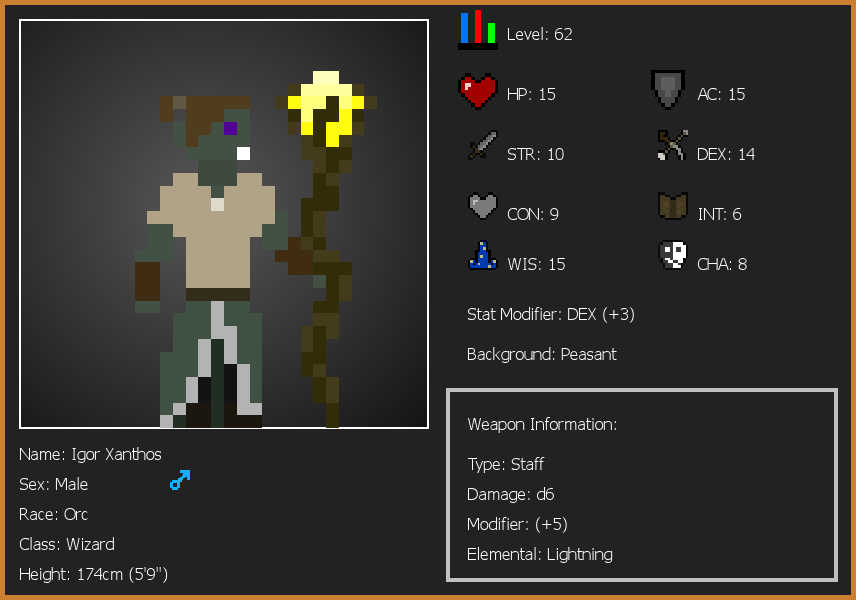 Level: 62
HP: 15
AC: 15
STR: 10
DEX: 14
CON: 9
INT: 6
WIS: 15
CHA: 8
Stat Modifier: DEX (+3)
Background: Peasant
Weapon Information:
Type: Staff
Damage: d6
Modifier: (+5)
Elemental: Lightning
Name: Igor Xanthos
Sex: Male
Race: Orc
Class: Wizard
Height: 174cm (5'9")